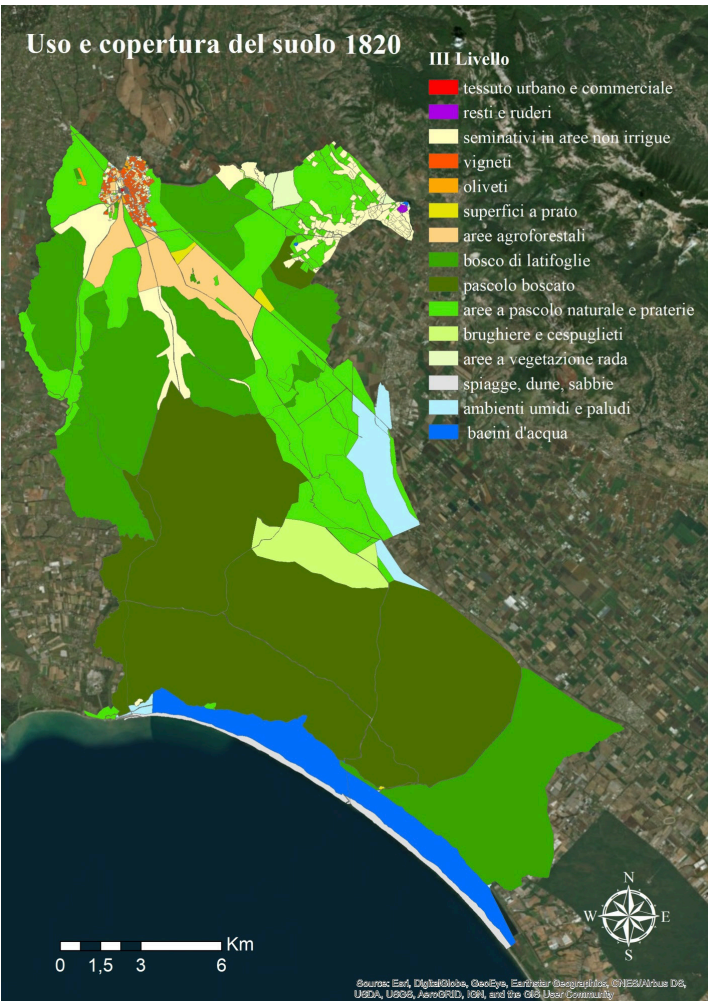 Uso e copertura del suolo 1820
III Livello
tessuto urbano e commerciale
resti e ruderi
seminativi in aree non irrigue
vigneti
oliveti
superfici a prato
aree agroforestali
bosco di latifoglie
pascolo boscato
aree a pascolo naturale e praterie
brughiere e cespuglieti
aree a vegetazione rada
spiagge, dune, sabbie
ambienti umidi e paludi
bacini d'acqua
N
W E
S
Km
0 1,5 3 6
Source: Esri, DigitalGlobe, GeoEye, Earthstar Geographics, CNES/Airbus DS,
USDA, USGS, AeroGRID, IGN, and the GIS User Community